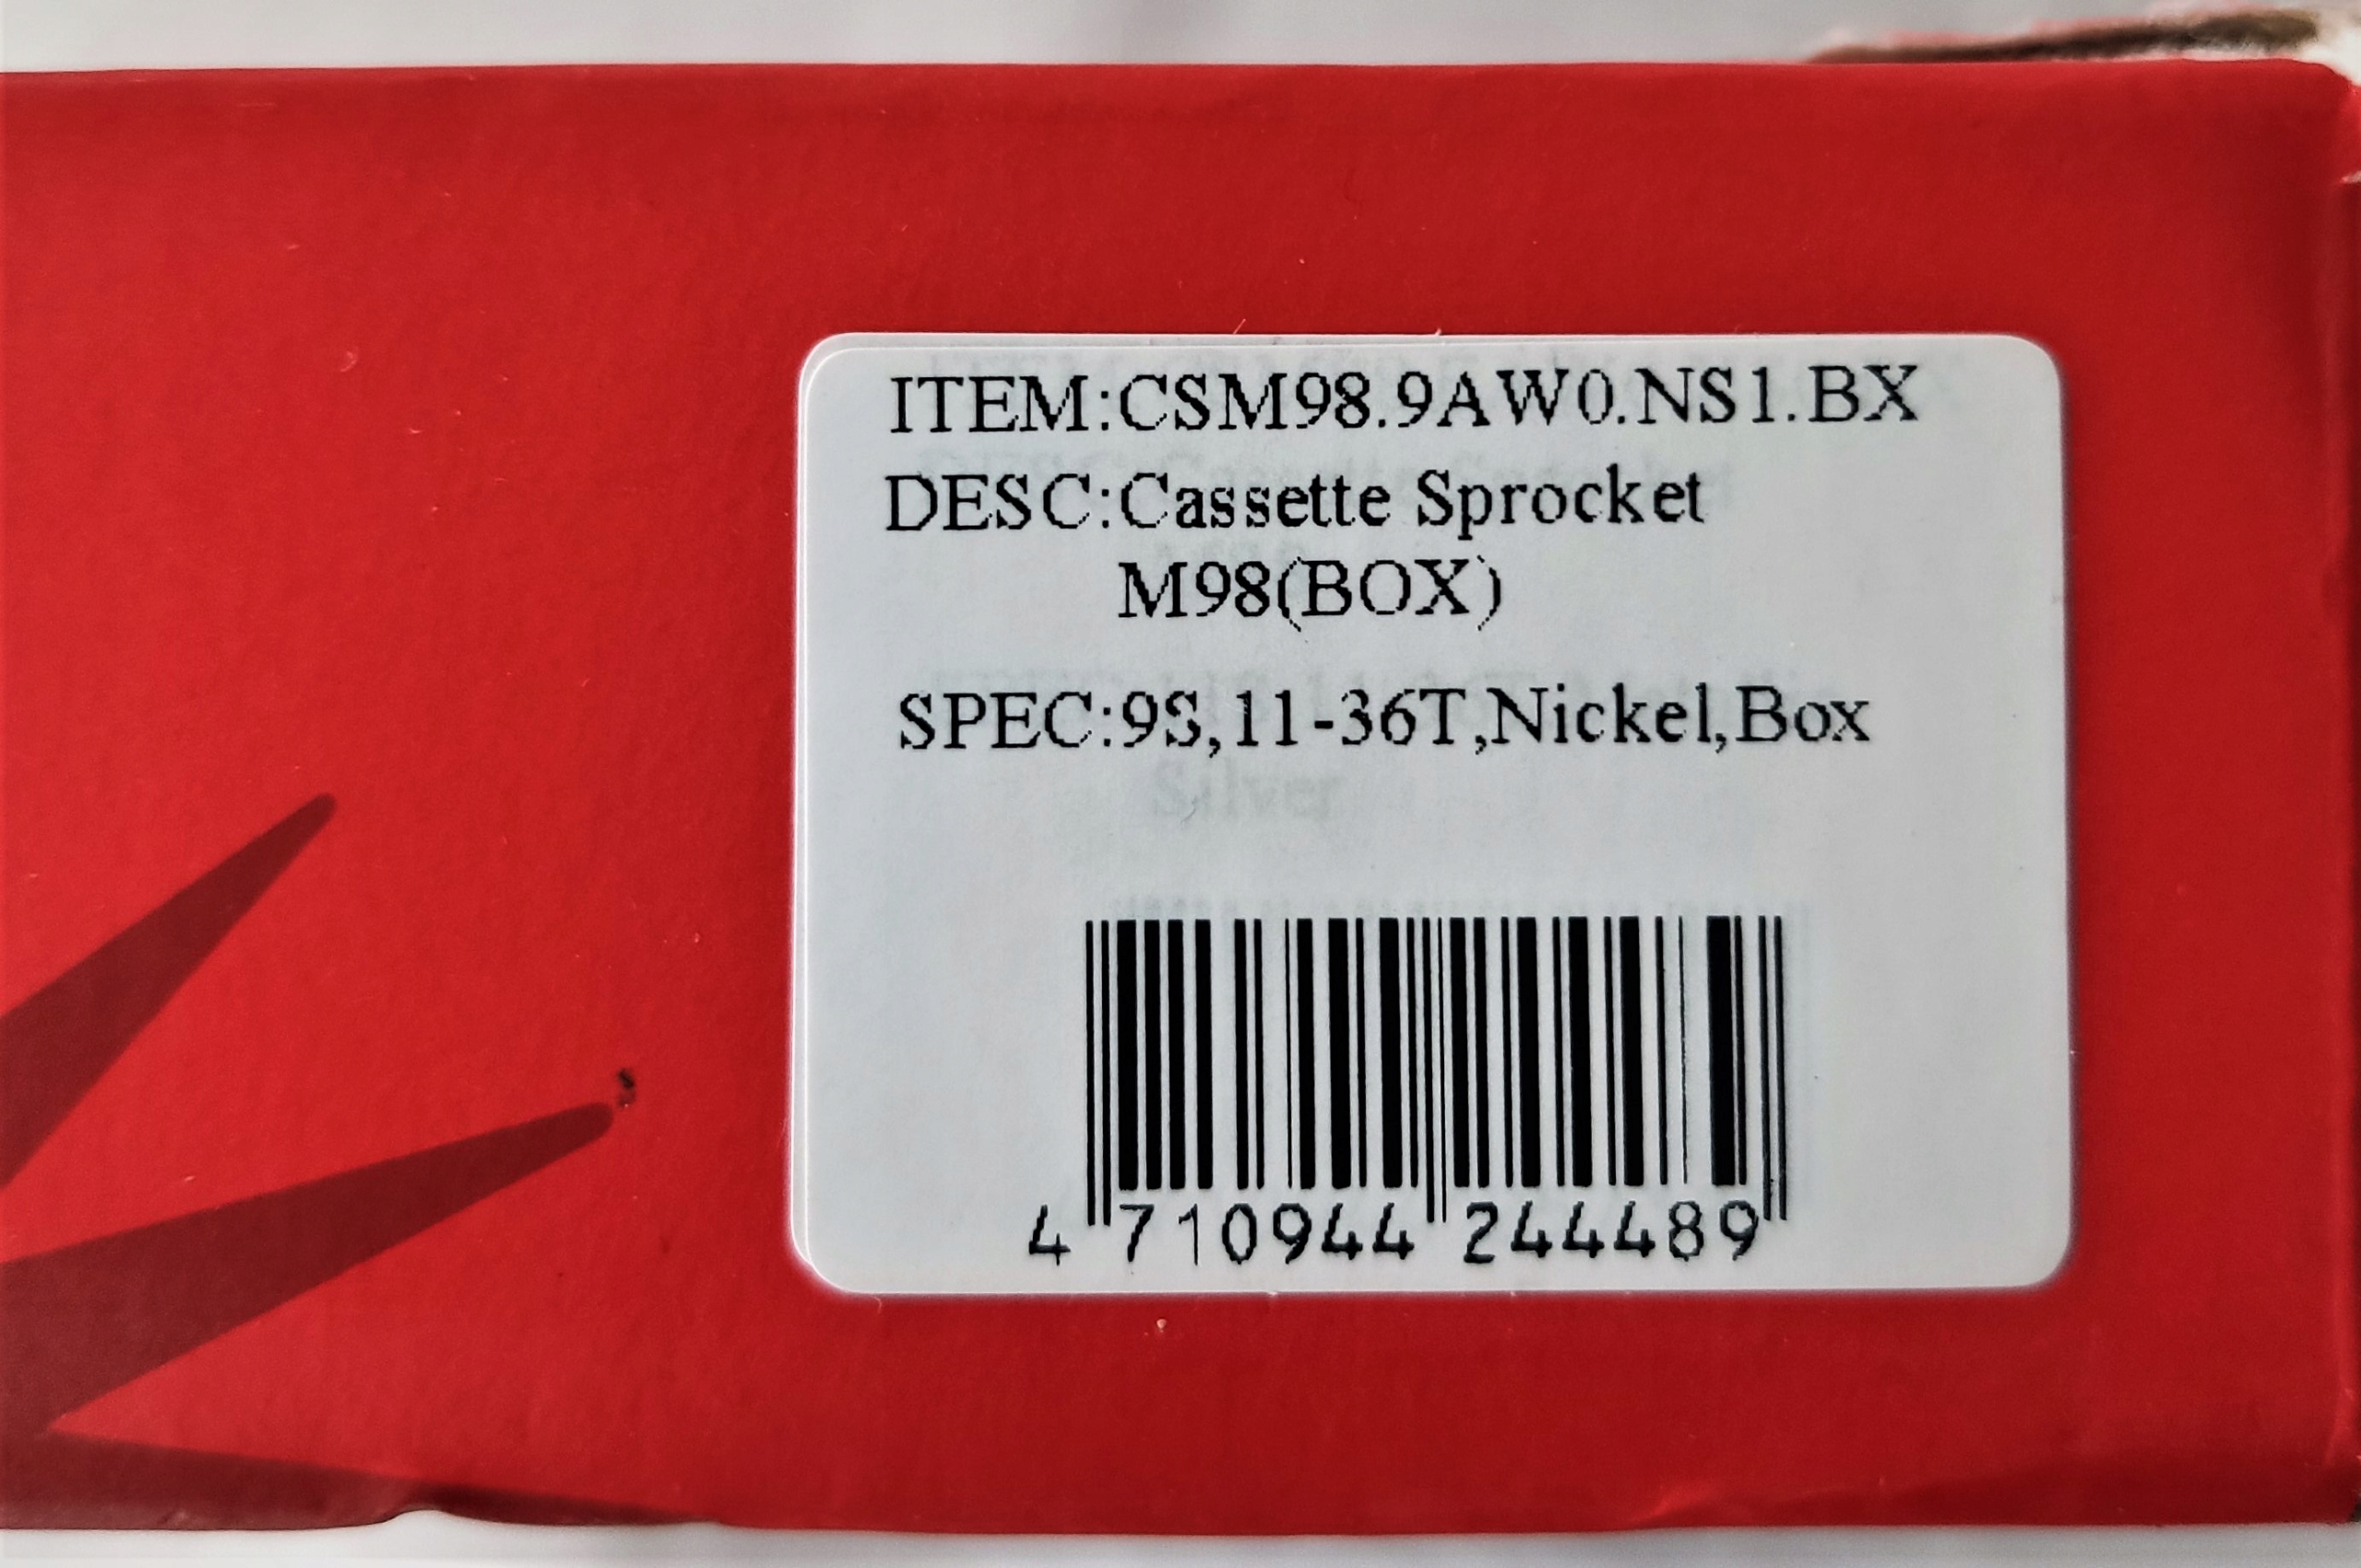 ITEM:CSM98.9AW0.NS1.BX
DESC:Cassette Sprocket
M98(BOX)
SPEC:9S,11-36T,Nickel,Box
Silver
4 710944 244489